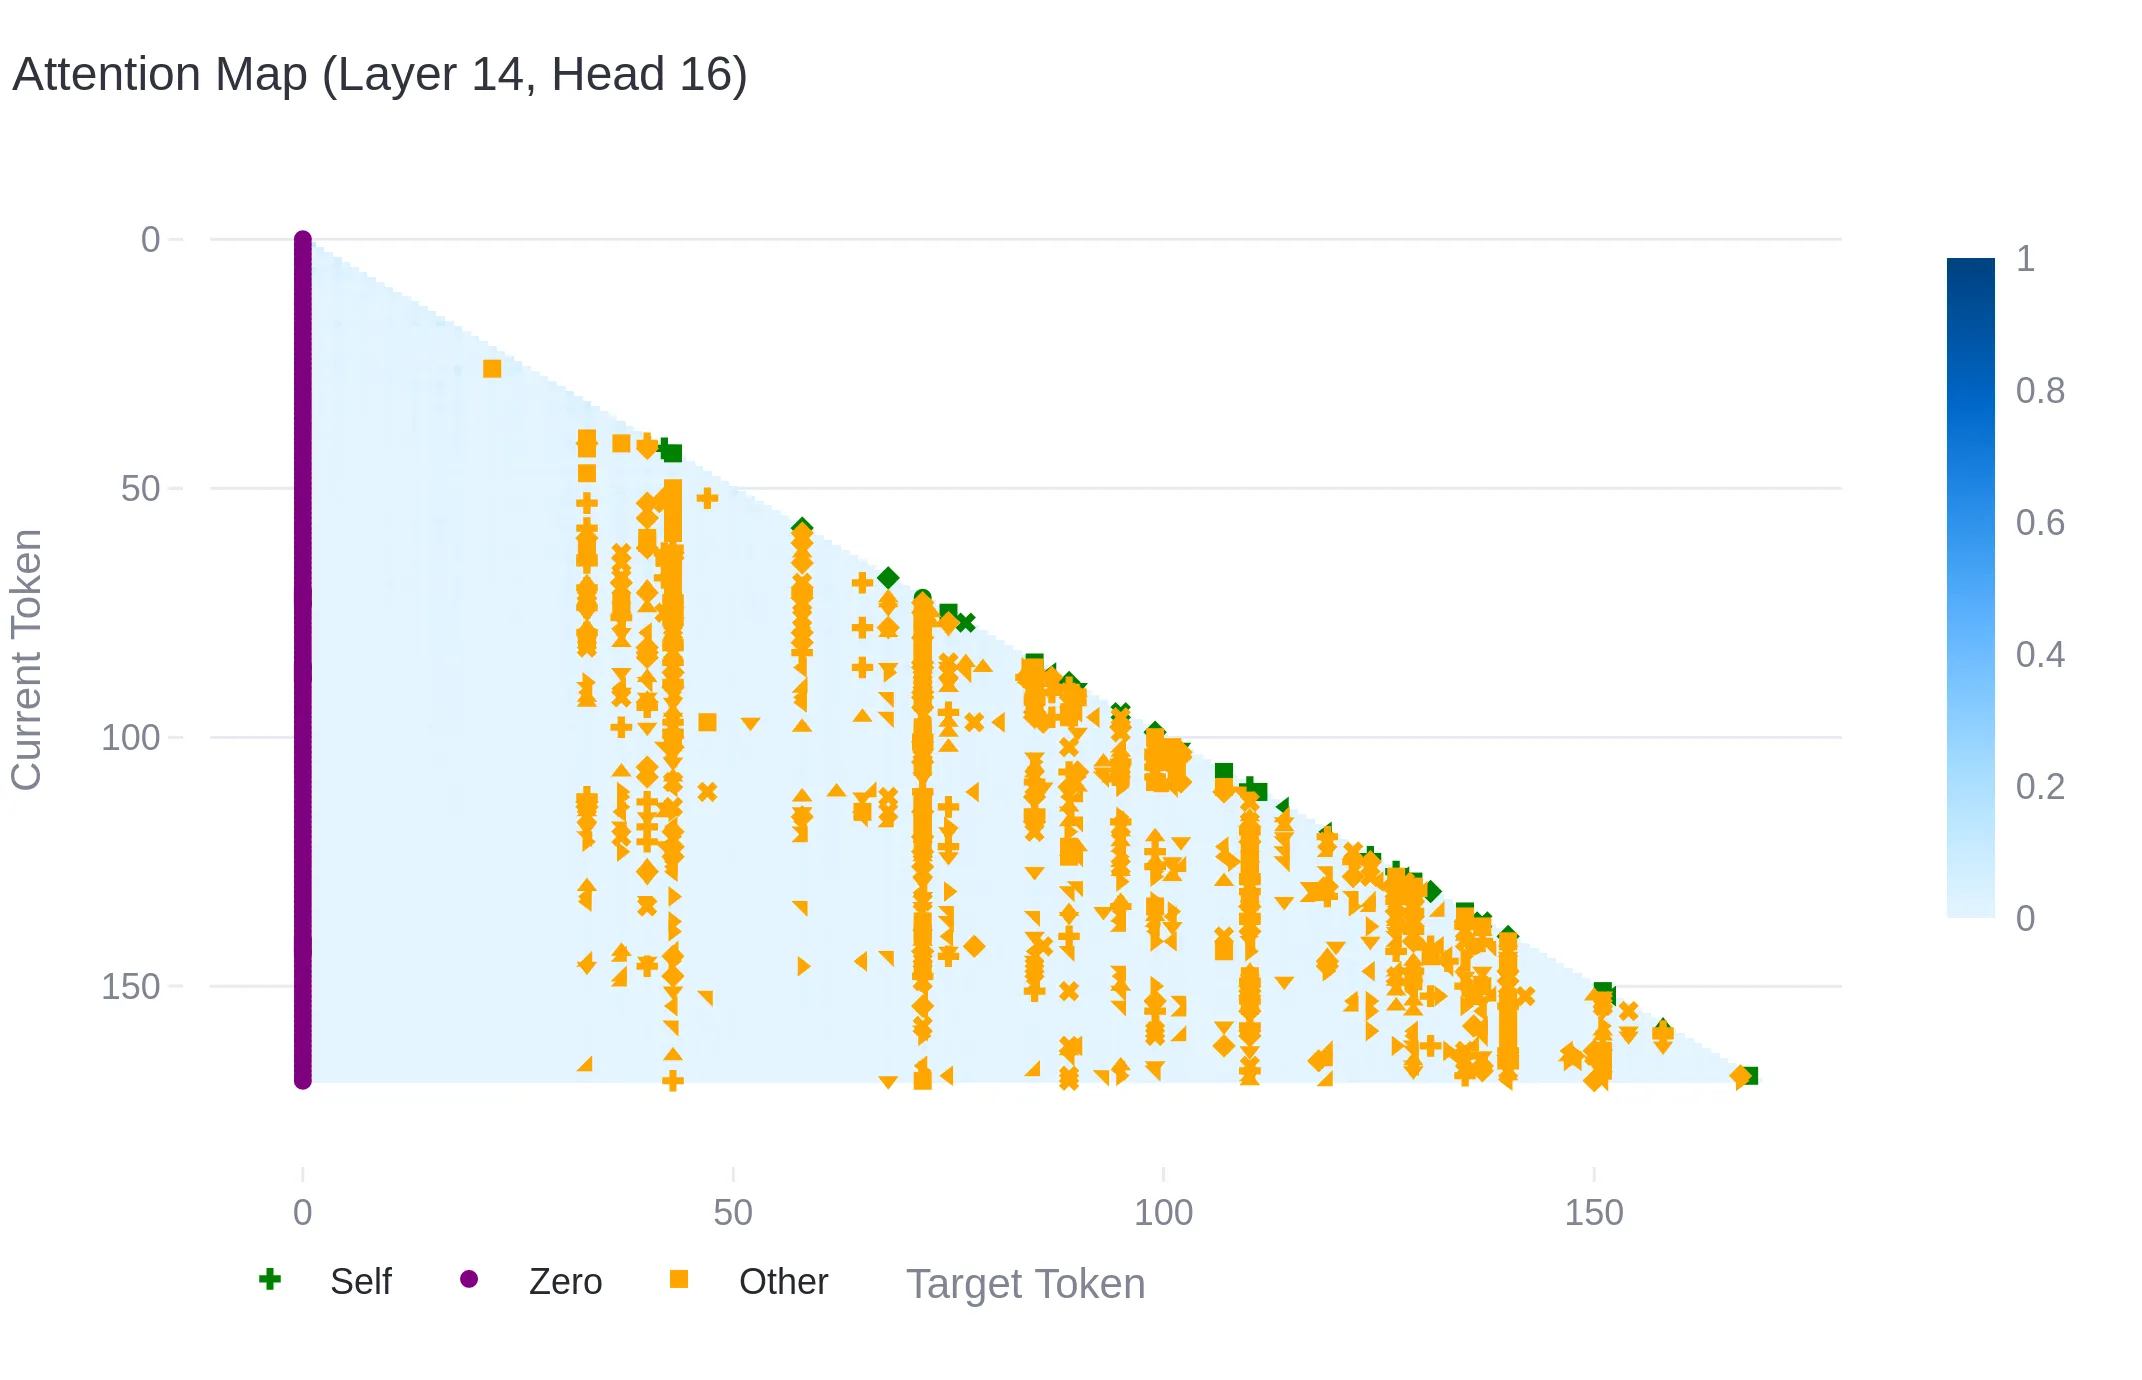 Attention Map (Layer 14, Head 16)
0
50
100
150
Current Token
1
0.8
0.6
0.4
0.2
0
0 50 100 150
Self Zero Other Target Token